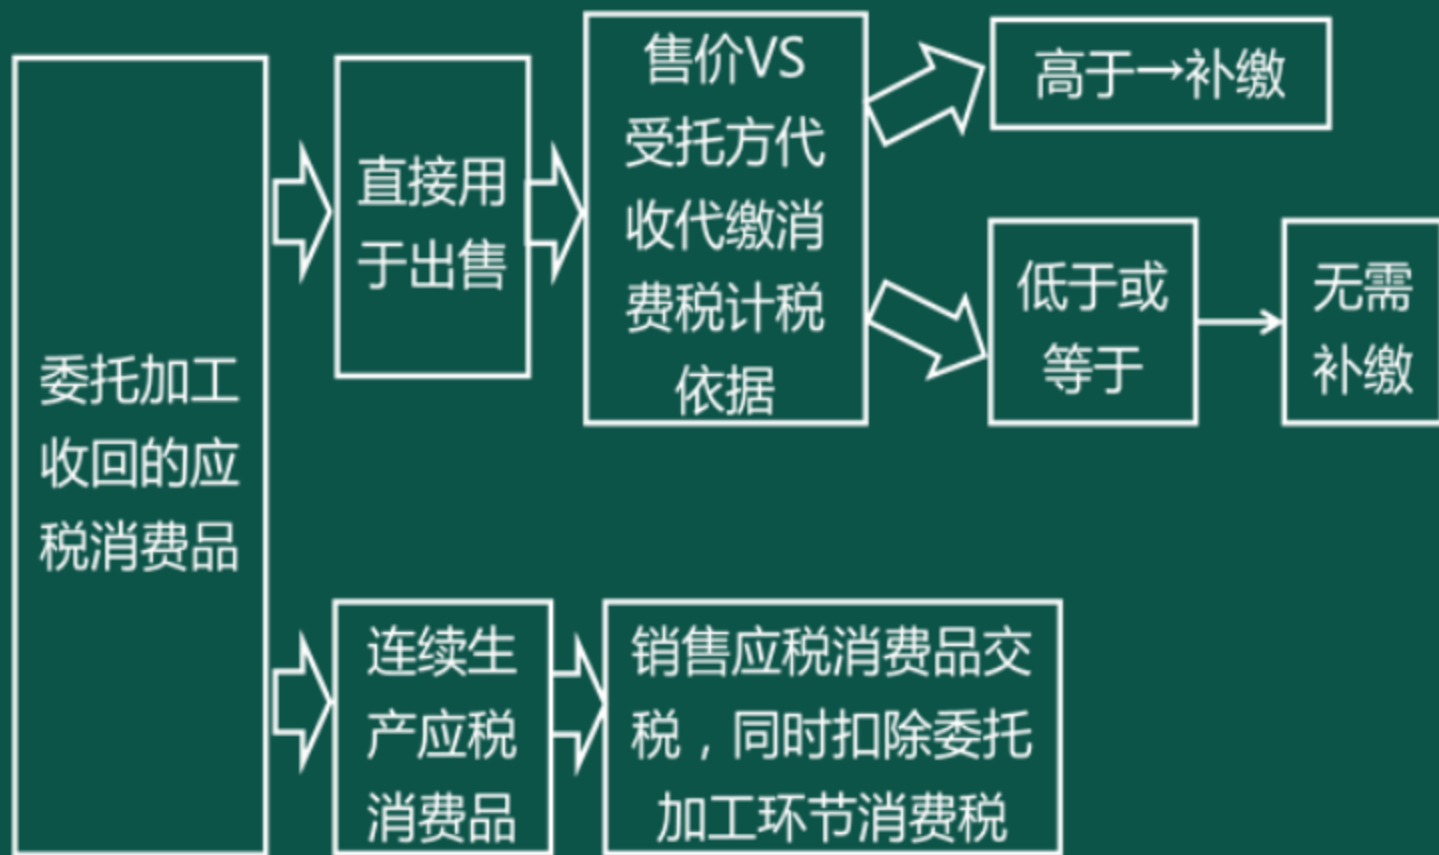 委托加工
收回的应
税消费品
直接用
于出售
售价VS
受托方代
收代缴消
费税计税
依据
高于→补缴
低于或
等于
无需
补缴
连续生
产应税
消费品
销售应税消费品交
税，同时扣除委托
加工环节消费税